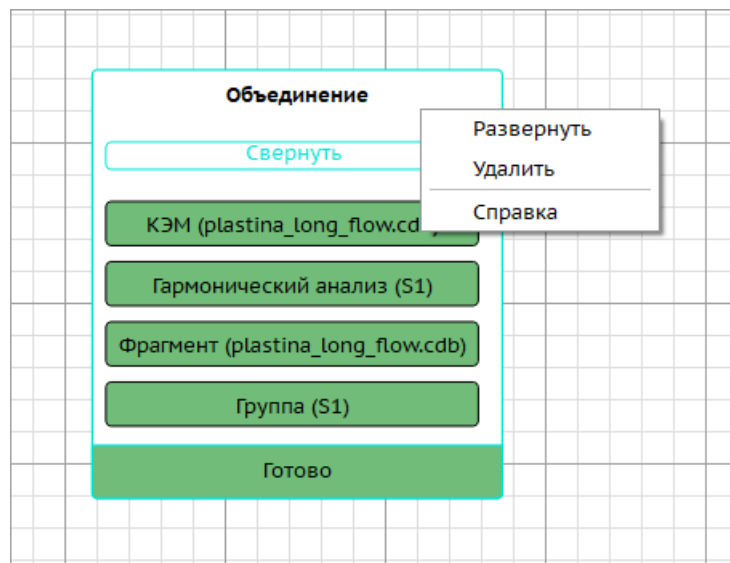 Объединение
Свернуть
Развернуть
Удалить
Справка
КЭМ (plastina_long_flow.cd
Гармонический анализ (S1)
Фрагмент (plastina_long_flow.cdb)
Группа (S1)
Готово